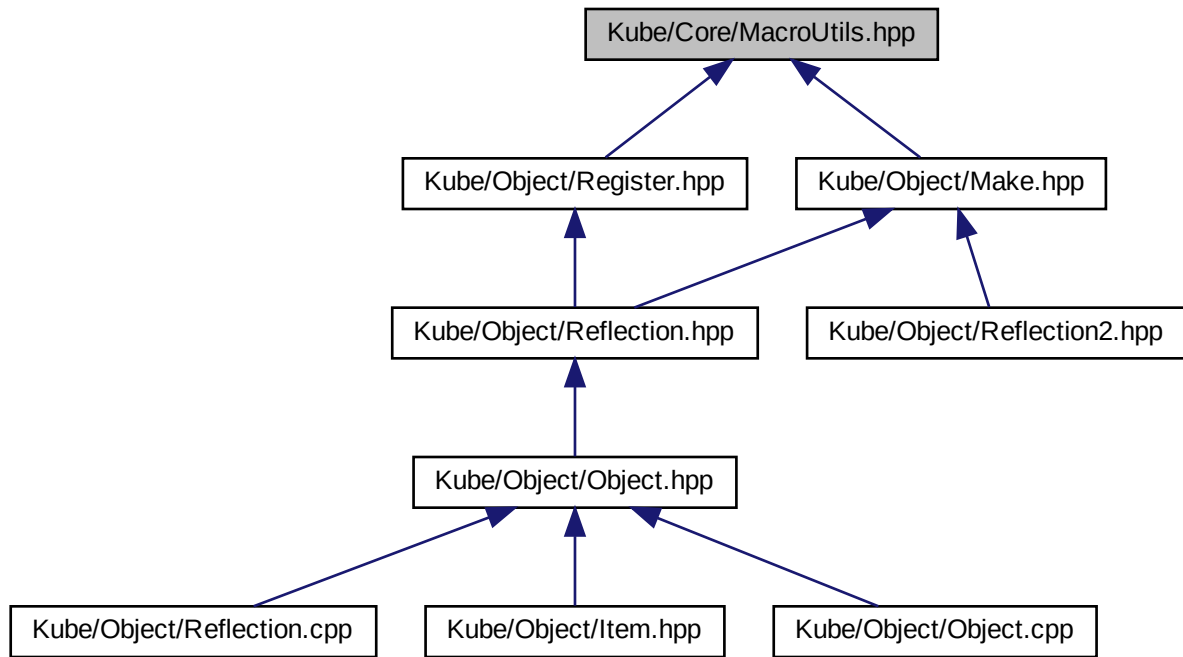 Kube/Core/MacroUtils.hpp
Kube/Object/Register.hpp
Kube/Object/Make.hpp
Kube/Object/Reflection.hpp
Kube/Object/Reflection2.hpp
Kube/Object/Object.hpp
Kube/Object/Reflection.cpp
Kube/Object/Item.hpp
Kube/Object/Object.cpp